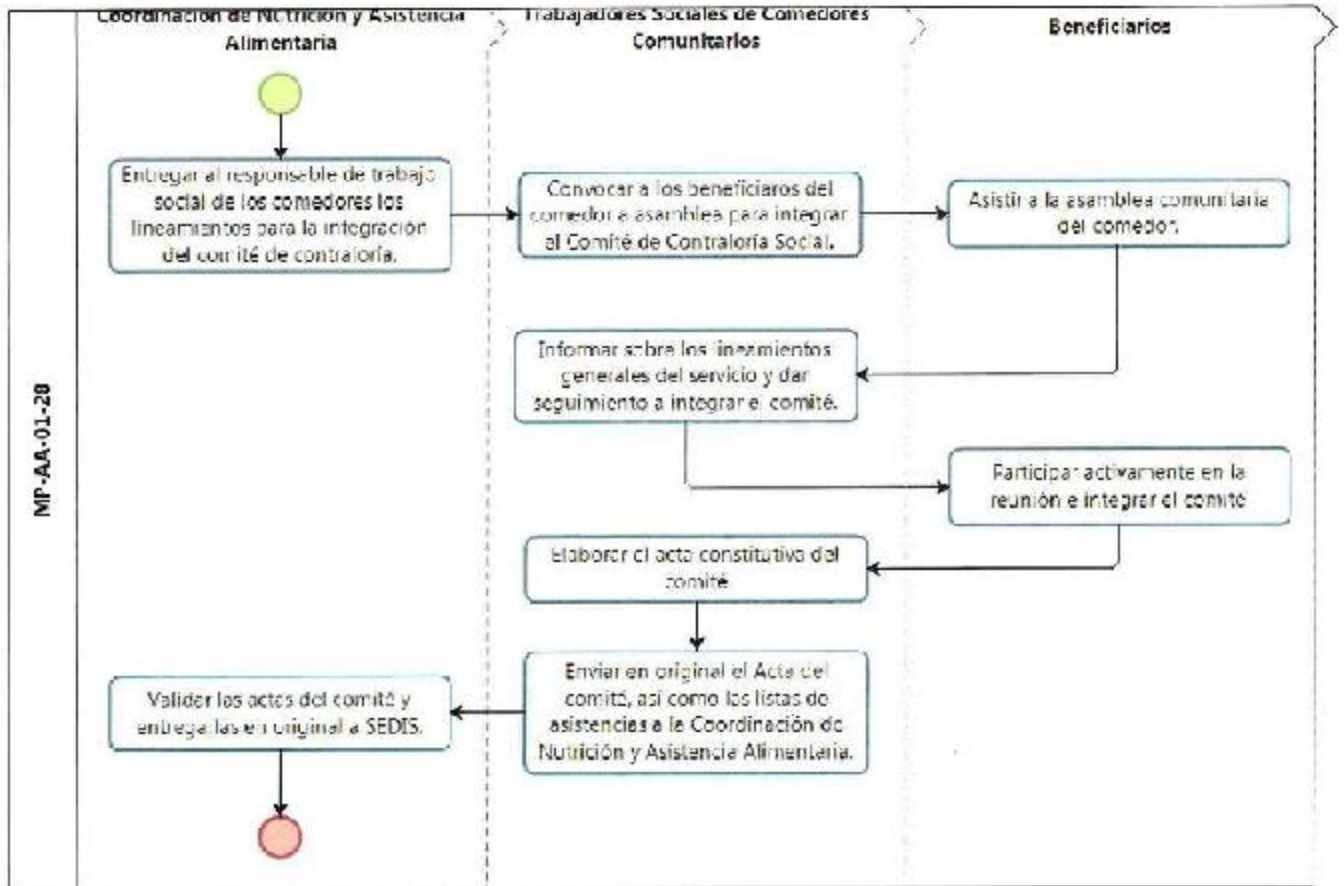 Coordinación de Nutrición y Asistencia
Alimentaria
Trabajadores Sociales de Comedores
Comunitarios
Beneficiarios
MP-AA-01-28
Entregar al responsable de trabajo
social de los comedores los
lineamientos para la integración
del comité de contraloría.
Convocar a los beneficiaros del
comedor a asamblea para integrar
el Comité de Contraloría Social.
Asistir a la asamblea comunitaria
del comedor.
Informar sobre los lineamientos
generales del servicio y dar
seguimiento a integrar el comité.
Participar activamente en la
reunión e integrar el comité
Elaborar el acta constitutiva del
comité
Enviar en original el Acta del
comité, así como las listas de
asistencias a la Coordinación de
Nutrición y Asistencia Alimentaria.
Validar las actas del comité y
entregarlas en original a SEDIS.